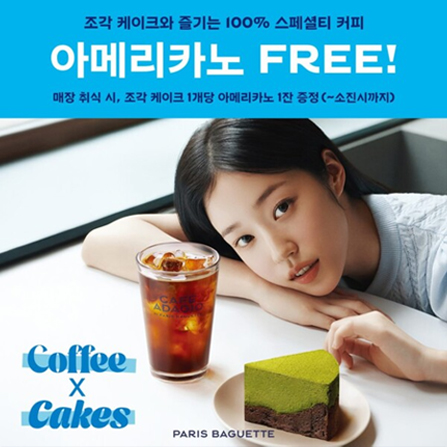 조각 케이크와 즐기는 100% 스페셜티 커피
아메리카노 FREE!
매장 취식 시, 조각 케이크 1개당 아메리카노 1잔 증정(~소진시까지)
CAFE
ADAGIO
Coffee
X
Cakes
PARIS BAGUETTE